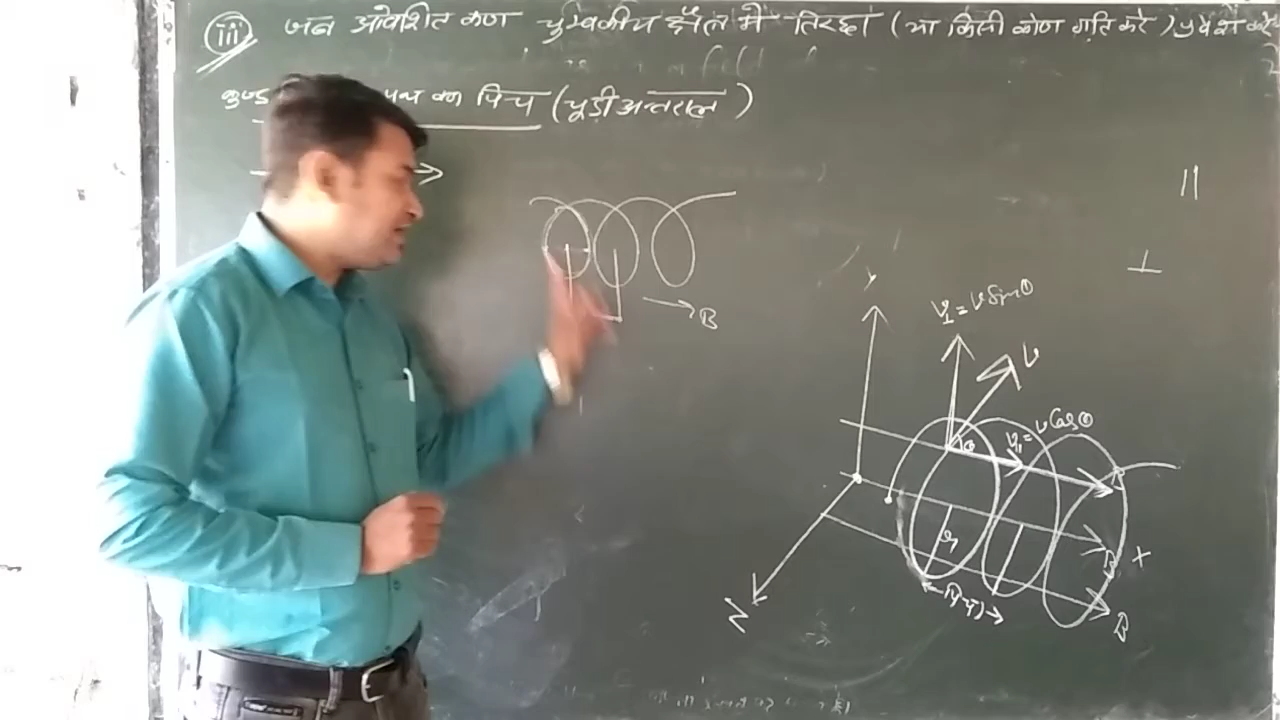 (iii) जब आवेशित कण चुम्बकीय क्षेत्र में तिरछा (या किसी कोण गति करे) प्रवेश करे
का पिच (चूड़ी अन्तराल)
||
⊥
B
y
V⊥ = v Sinθ
v
V|| = v Cosθ
θ
r
B
x
(पिच)
B
Z